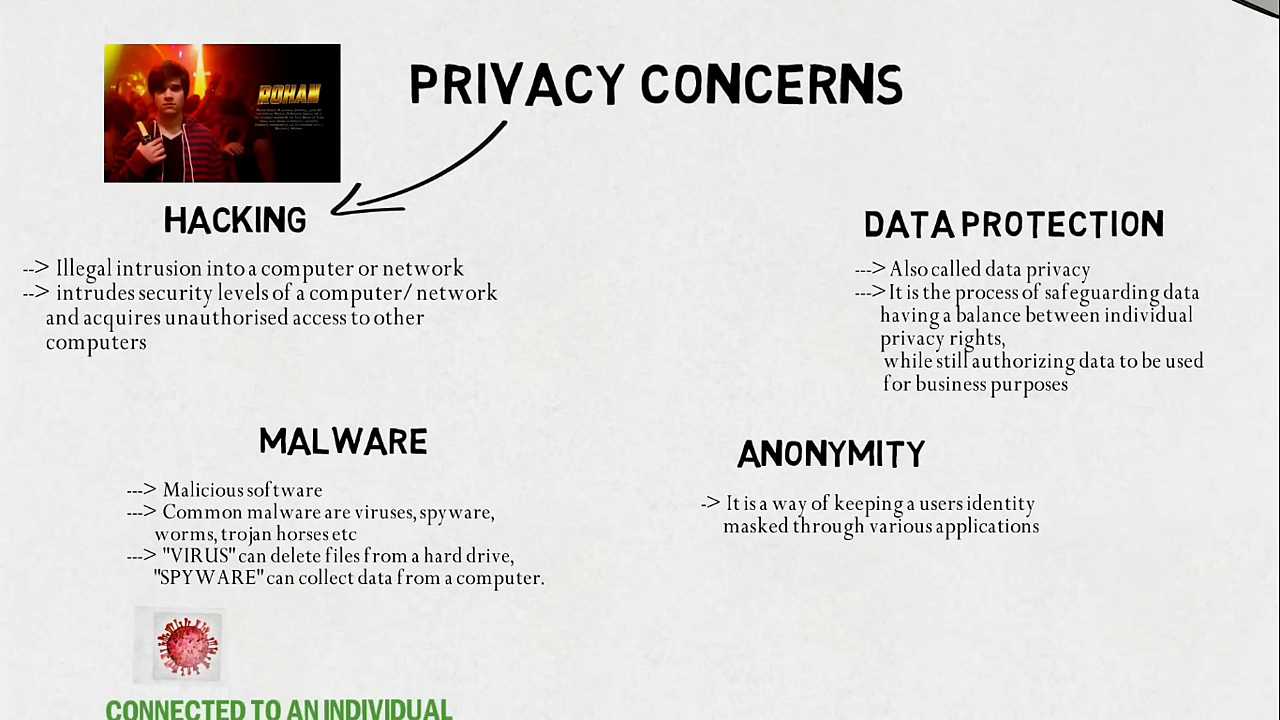 PRIVACY CONCERNS
ROHAN
HACKING
--> Illegal intrusion into a computer or network
--> intrudes security levels of a computer/ network
and acquires unauthorised access to other
computers
DATA PROTECTION
---> Also called data privacy
--->It is the process of safeguarding data
having a balance between individual
privacy rights,
while still authorizing data to be used
for business purposes
MALWARE
---> Malicious software
---> Common malware are viruses, spyware,
worms, trojan horses etc
---> "VIRUS" can delete files from a hard drive,
"SPYWARE" can collect data from a computer.
ANONYMITY
-> It is a way of keeping a users identity
masked through various applications
CONNECTED TO AN INDIVIDUAL